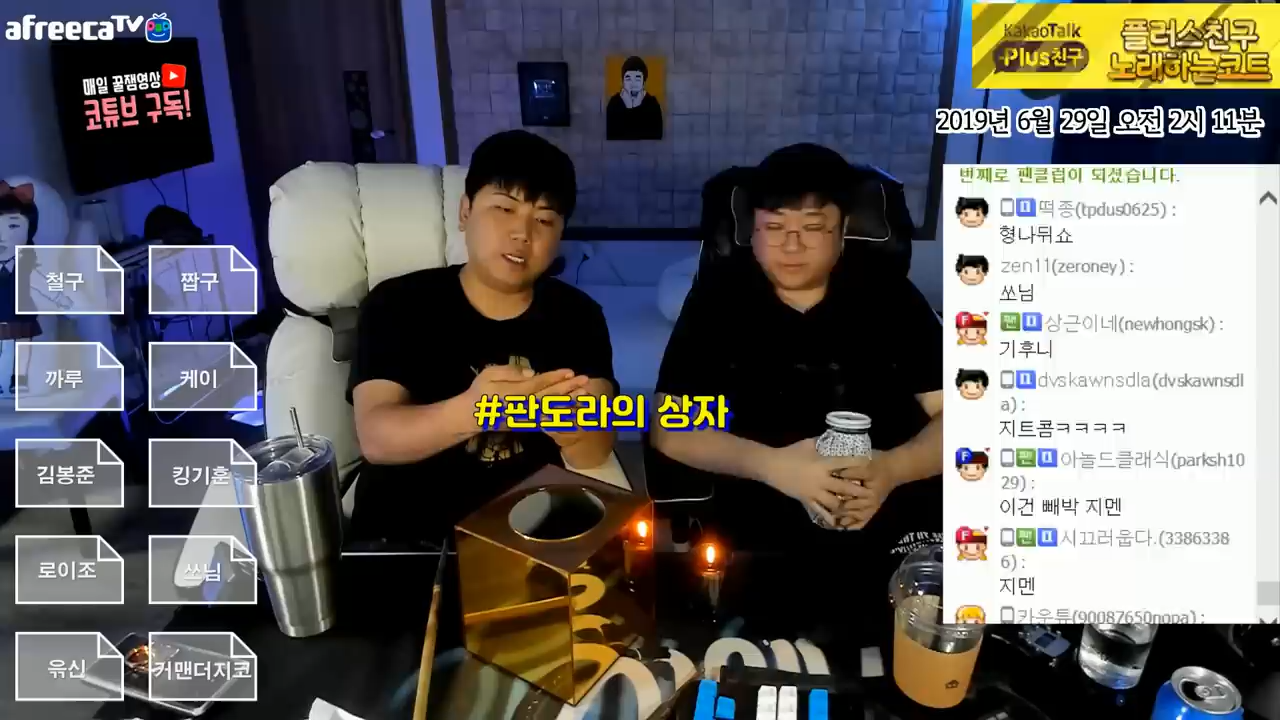 afreecaTV
매일 꿀잼영상
코튜브 구독!
KakaoTalk
Plus친구
플러스친구
노래하는코트
2019년 6월 29일 오전 2시 11분
철구
짭구
까루
케이
김봉준
킹기훈
로이조
쏘님
유신
커맨더지코
#판도라의 상자
번째로 팬클럽이 되셨습니다.
떡종(tpdus0625) :
형나뒤쇼
zen11(zeroney) :
쏘님
팬 상근이네(newhongsk) :
기후니
dvskawnsdla(dvskawnsdl
a) :
지트콤ㅋㅋㅋㅋ
팬 아놀드클래식(parksh10
29) :
이건 빼박 지멘
팬 시끄러웁다.(3386338
6) :
지멘
카운튜(90087650nopa) :